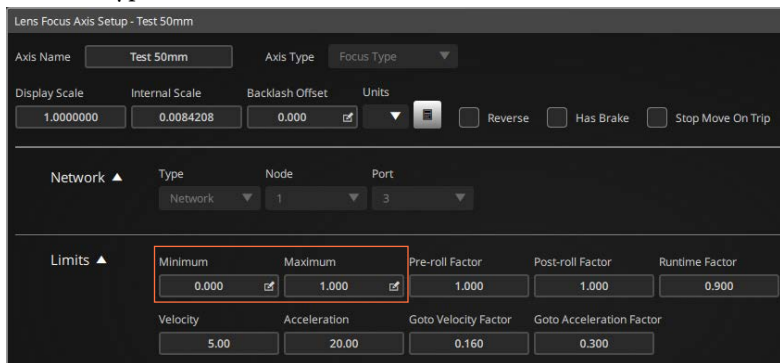 Lens Focus Axis Setup - Test 50mm
Axis Name Test 50mm Axis Type Focus Type
Display Scale Internal Scale Backlash Offset Units
1.0000000 0.0084208 0.000 Reverse Has Brake Stop Move On Trip
Network Type Node Port
Network 1 3
Limits Minimum Maximum Pre-roll Factor Post-roll Factor Runtime Factor
0.000 1.000 1.000 1.000 0.900
Velocity Acceleration Goto Velocity Factor Goto Acceleration Factor
5.00 20.00 0.160 0.300